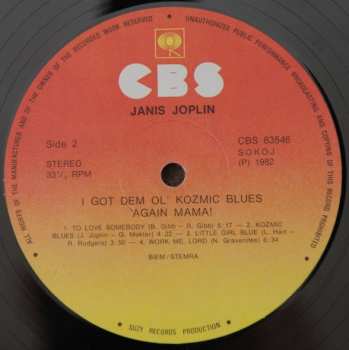 ALL RIGHTS OF THE MANUFACTURER AND OF THE OWNER OF THE RECORDED WORK RESERVED
UNAUTHORIZED PUBLIC PERFORMANCE BROADCASTING AND COPYING OF THIS RECORD PROHIBITED
CBS
JANIS JOPLIN
Side 2
STEREO
33⅓ RPM
CBS 63546
SOKOJ
(P) 1982
I GOT DEM OL' KOZMIC BLUES
'AGAIN MAMA!
1. TO LOVE SOMEBODY (B. Gibb - R. Gibb) 5:17 — 2. KOZMIC
BLUES (J. Joplin - G. Mekler) 4:22 — 3. LITTLE GIRL BLUE (L. Hart -
R. Rodgers) 3:50 — 4. WORK ME, LORD (N. Gravenites) 6:34
BIEM/STEMRA
SUZY RECORDS PRODUCTION